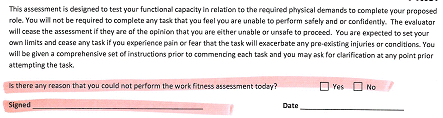 This assessment is designed to test your functional capacity in relation to the required physical demands to complete your proposed
role. You will not be required to complete any task that you feel you are unable to perform safely and or confidently. The evaluator
will cease the assessment if they are of the opinion that you are either unable or unsafe to proceed. You are expected to set your
own limits and cease any task if you experience pain or fear that the task will exacerbate any pre-existing injuries or conditions. You
will be given a comprehensive set of instructions prior to commencing each task and you may ask for clarification at any point prior
attempting the task.
Is there any reason that you could not perform the work fitness assessment today? Yes No
Signed Date